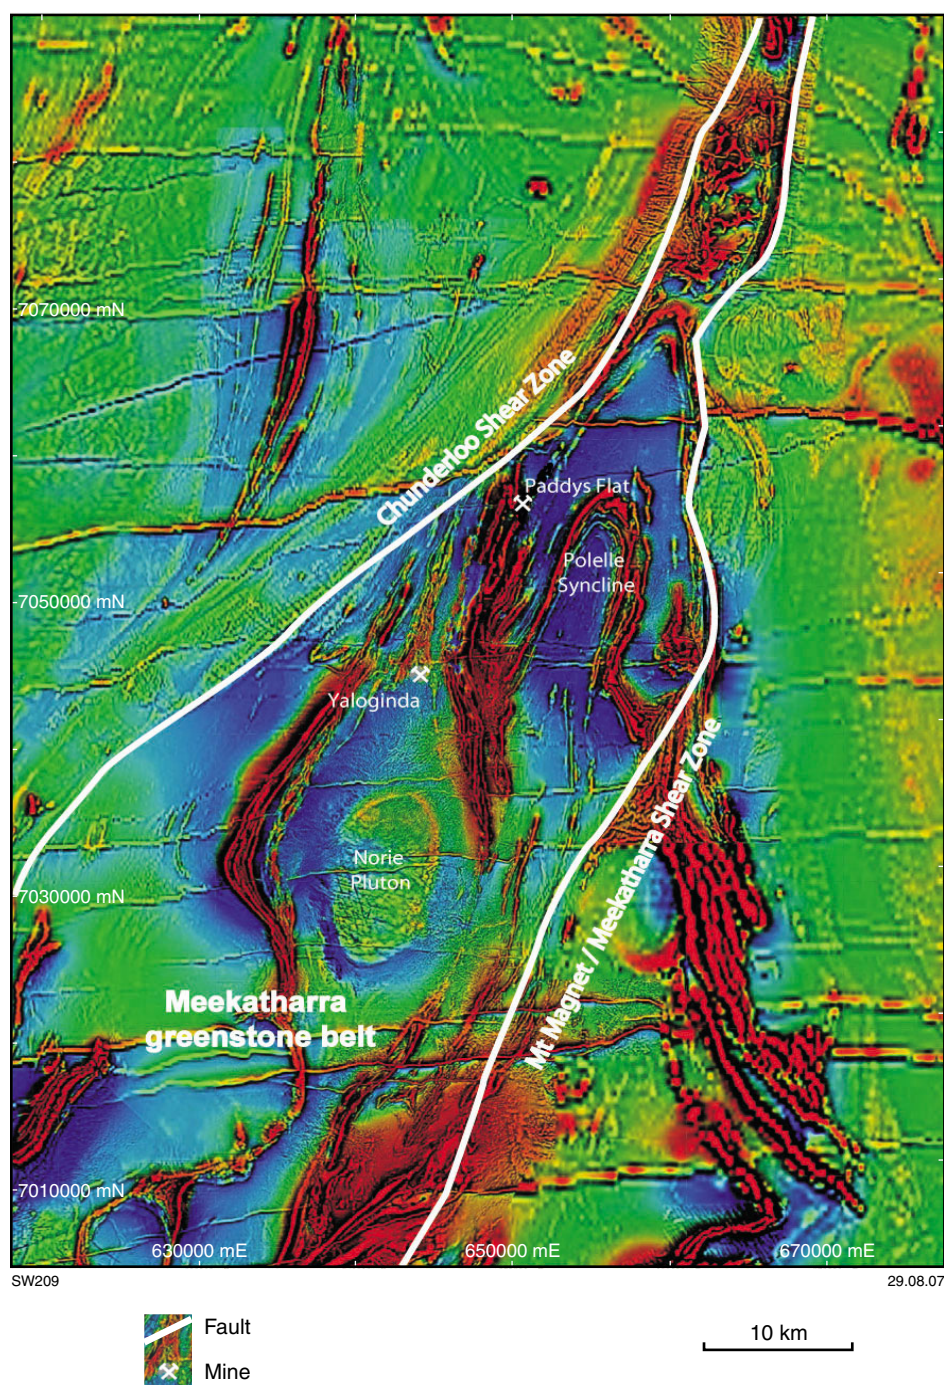 7070000 mN
Chunderloo Shear Zone
Paddys Flat
Polelle
Syncline
7050000 mN
Yaloginda
Mt Magnet / Meekatharra Shear Zone
Norie
Pluton
7030000 mN
Meekatharra
greenstone belt
7010000 mN
630000 mE
650000 mE
670000 mE
SW209
29.08.07
Fault
10 km
Mine